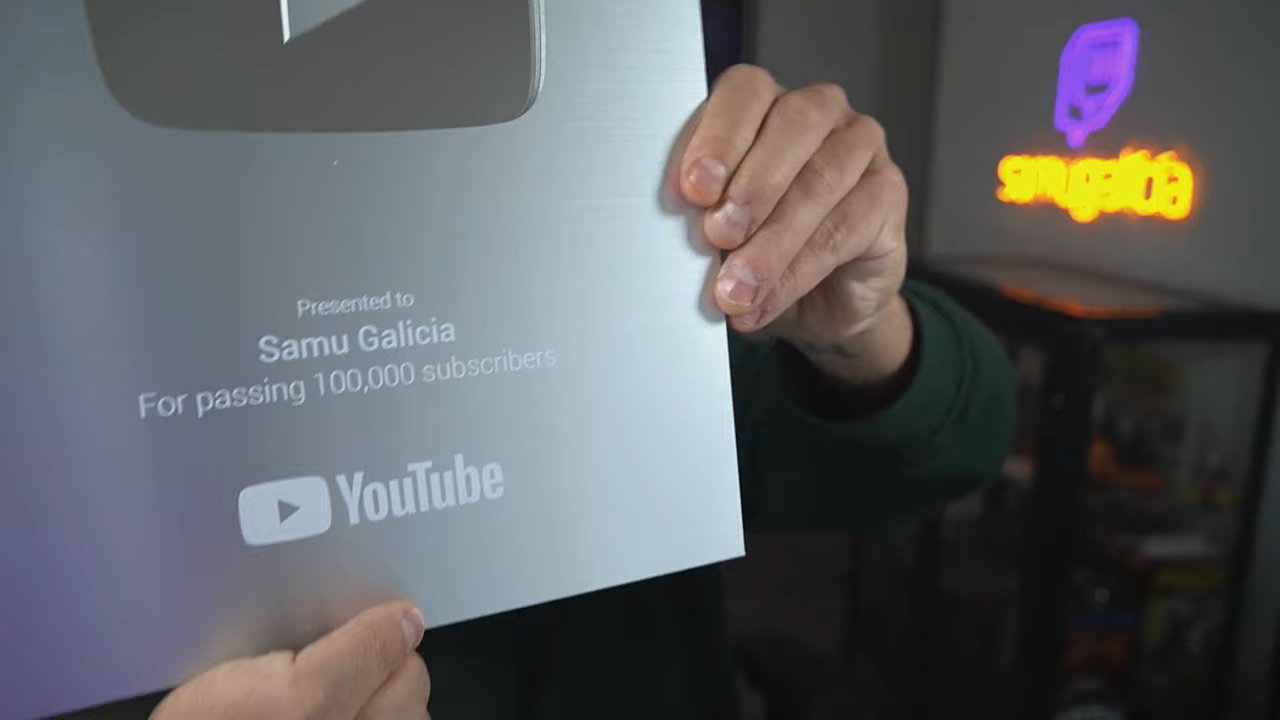 Presented to
Samu Galicia
For passing 100,000 subscribers
YouTube
samugalicia